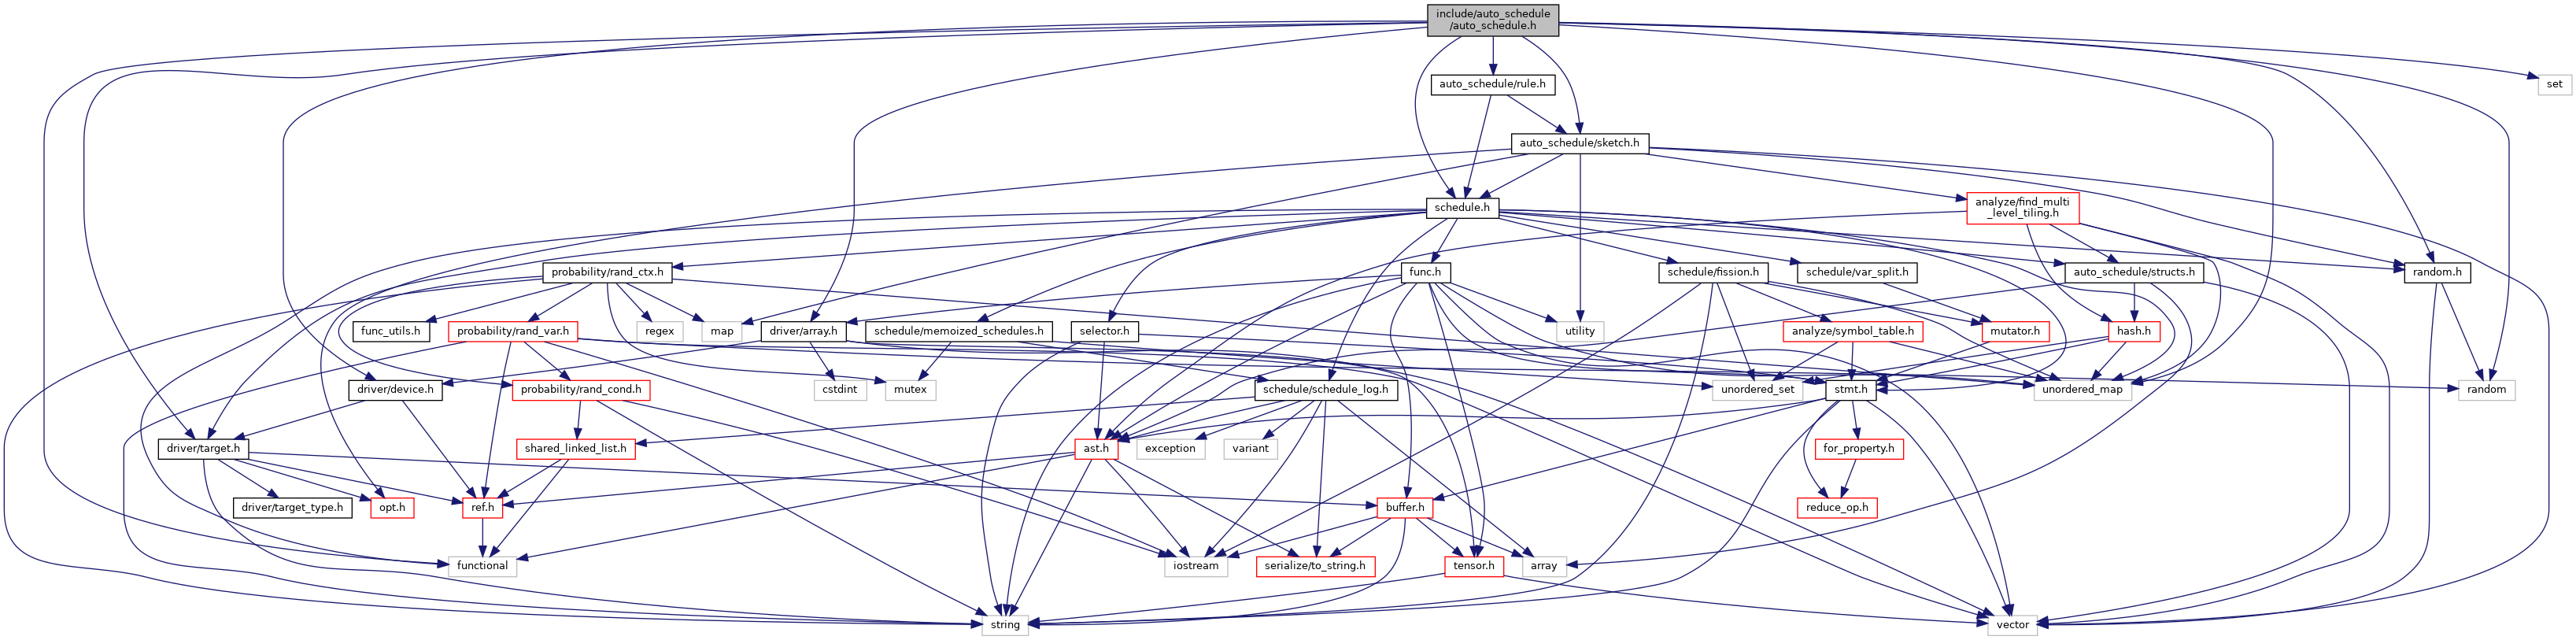 include/auto_schedule
/auto_schedule.h
auto_schedule/rule.h
set
auto_schedule/sketch.h
schedule.h
analyze/find_multi
_level_tiling.h
probability/rand_ctx.h
func.h
schedule/fission.h
schedule/var_split.h
auto_schedule/structs.h
random.h
func_utils.h
probability/rand_var.h
regex
map
driver/array.h
schedule/memoized_schedules.h
selector.h
utility
analyze/symbol_table.h
mutator.h
hash.h
driver/device.h
probability/rand_cond.h
cstdint
mutex
schedule/schedule_log.h
unordered_set
stmt.h
unordered_map
random
driver/target.h
shared_linked_list.h
ast.h
exception
variant
for_property.h
driver/target_type.h
opt.h
ref.h
buffer.h
reduce_op.h
functional
iostream
serialize/to_string.h
tensor.h
array
string
vector